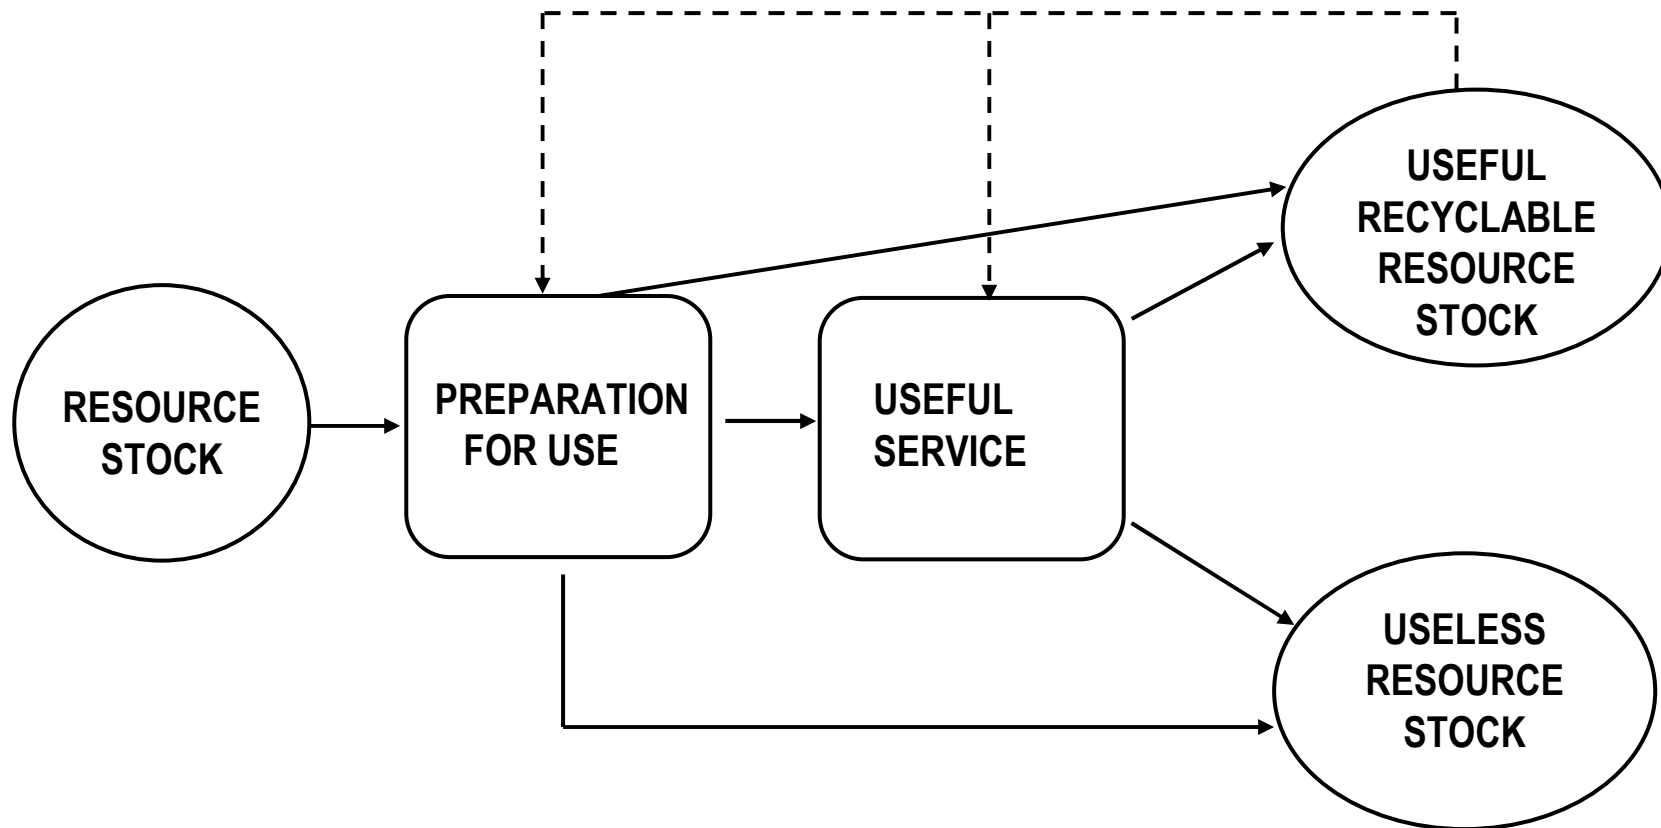 RESOURCE
STOCK
PREPARATION
FOR USE
USEFUL
SERVICE
USEFUL
RECYCLABLE
RESOURCE
STOCK
USELESS
RESOURCE
STOCK